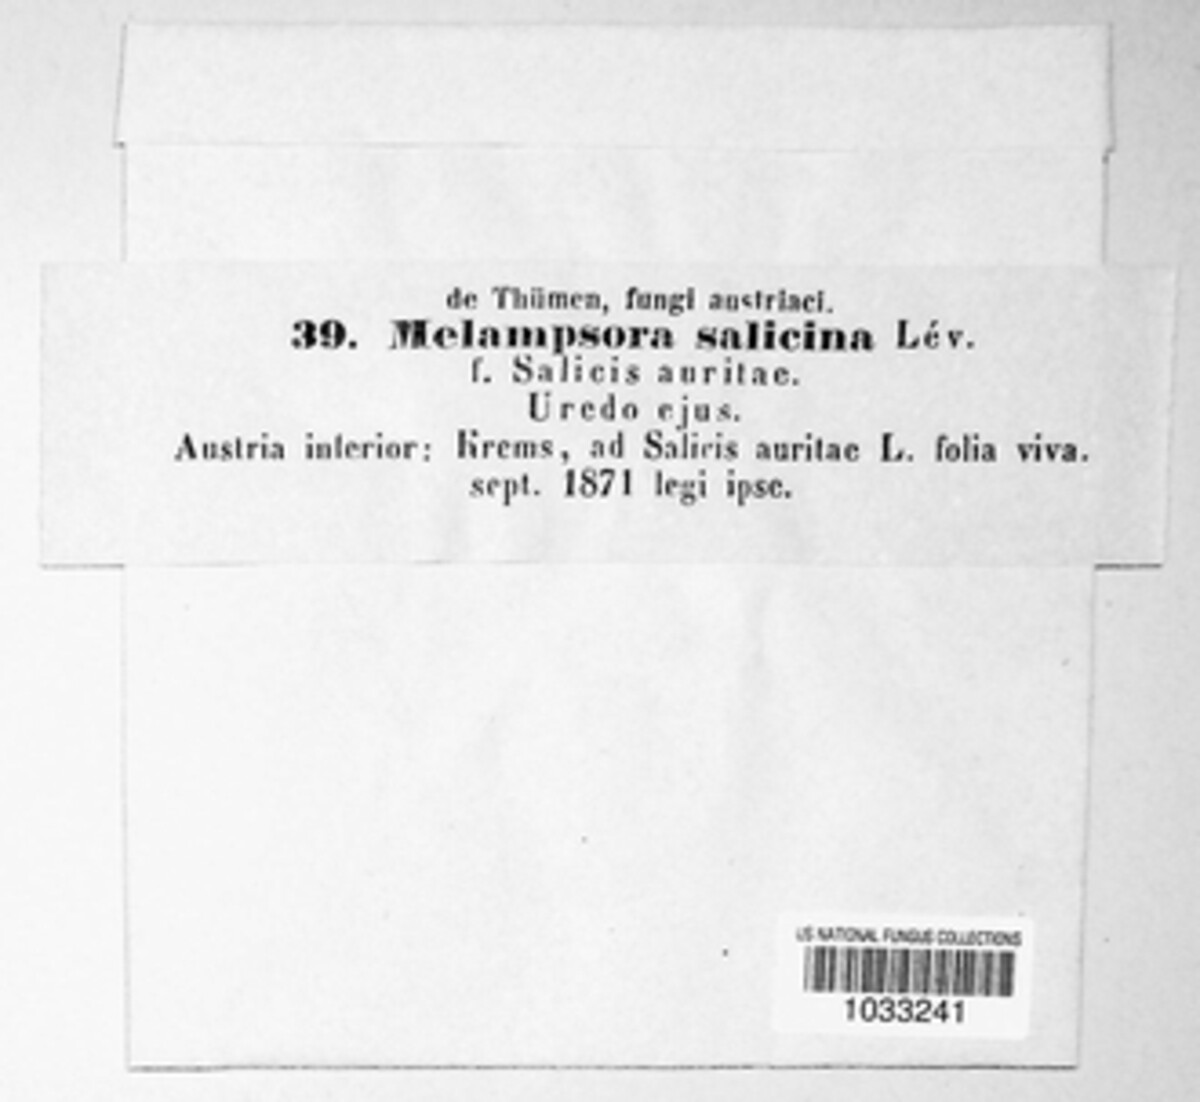 de Thümen, fungi austriaci.
39. Melampsora salicina Lév.
f. Salicis auritae.
Uredo ejus.
Austria inferior: Krems, ad Salicis auritae L. folia viva.
sept. 1871 legi ipse.
US NATIONAL FUNGUS COLLECTIONS
1033241